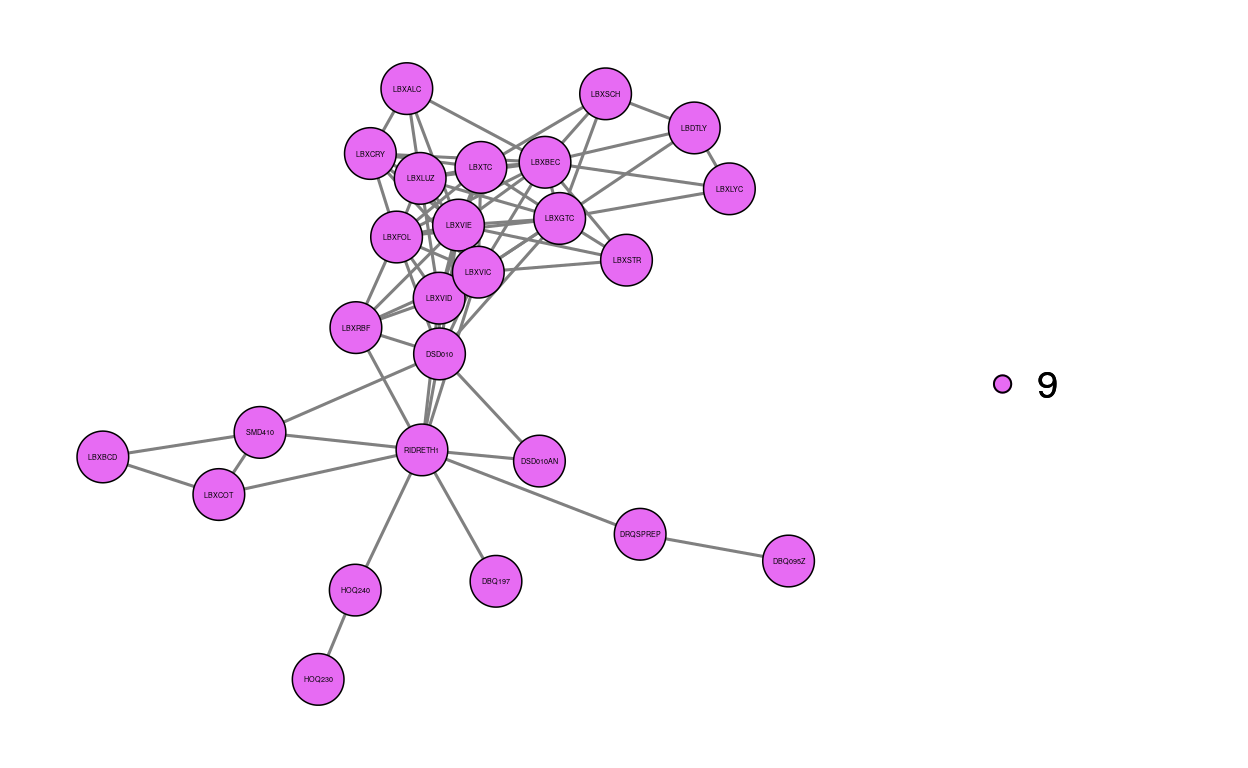 LBXALC
LBXSCH
LBDTLY
LBXCRY
LBXTC
LBXBEC
LBXLUZ
LBXLYC
LBXGTC
LBXVIE
LBXFOL
LBXSTR
LBXVIC
LBXVID
LBXRBF
DSD010
9
SMD410
RIDRETH1
LBXBCD
DSD010AN
LBXCOT
DRQSPREP
DBQ095Z
DBQ197
HOQ240
HOQ230